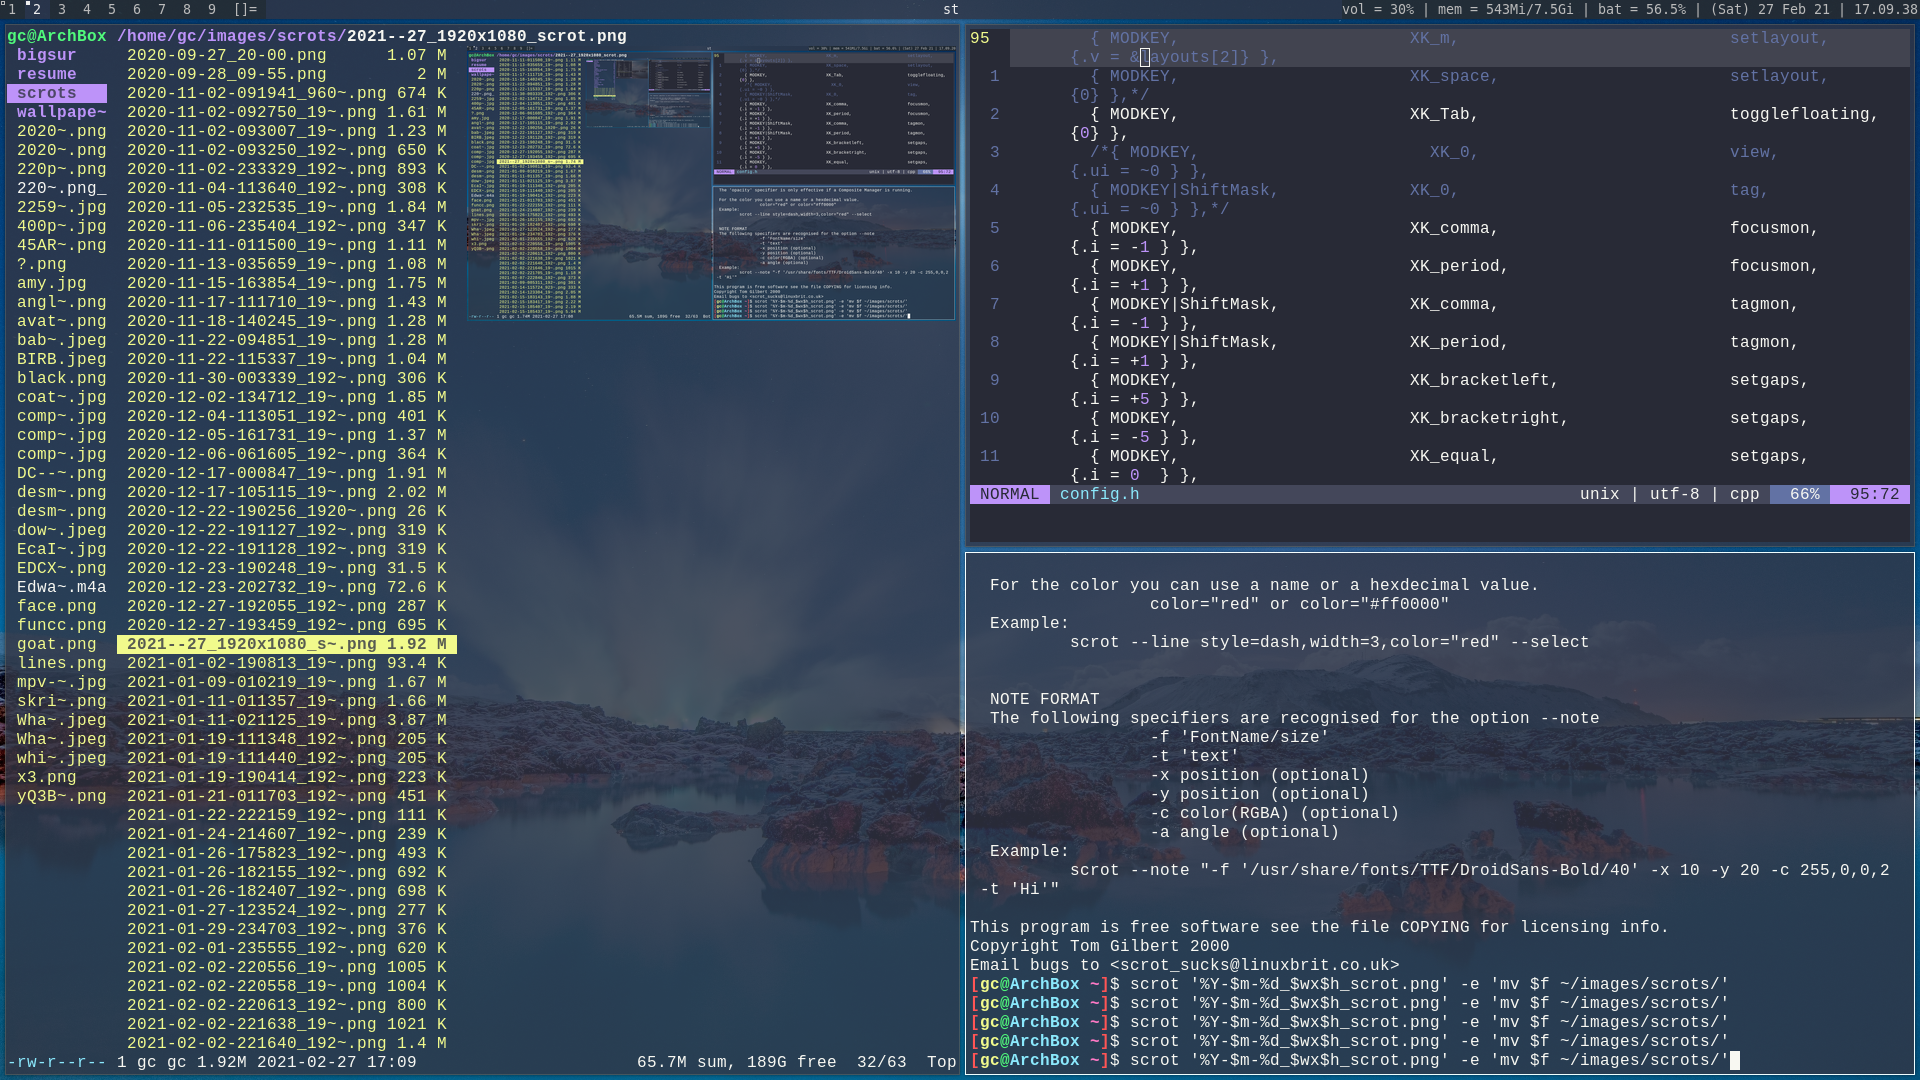 1 2 3 4 5 6 7 8 9 []= st vol = 30% | mem = 543Mi/7.5Gi | bat = 56.5% | (Sat) 27 Feb 21 | 17.09.38
gc@ArchBox /home/gc/images/scrots/2021--27_1920x1080_scrot.png
bigsur 2020-09-27_20-00.png 1.07 M
resume 2020-09-28_09-55.png 2 M
scrots 2020-11-02-091941_960~.png 674 K
wallpape~ 2020-11-02-092750_19~.png 1.61 M
2020~.png 2020-11-02-093007_19~.png 1.23 M
2020~.png 2020-11-02-093250_192~.png 650 K
220p~.png 2020-11-02-233329_192~.png 893 K
220~.png_ 2020-11-04-113640_192~.png 308 K
2259~.jpg 2020-11-05-232535_19~.png 1.84 M
400p~.jpg 2020-11-06-235404_192~.png 347 K
45AR~.png 2020-11-11-011500_19~.png 1.11 M
?.png 2020-11-13-035659_19~.png 1.08 M
amy.jpg 2020-11-15-163854_19~.png 1.75 M
angl~.png 2020-11-17-111710_19~.png 1.43 M
avat~.png 2020-11-18-140245_19~.png 1.28 M
bab~.jpeg 2020-11-22-094851_19~.png 1.28 M
BIRB.jpeg 2020-11-22-115337_19~.png 1.04 M
black.png 2020-11-30-003339_192~.png 306 K
coat~.jpg 2020-12-02-134712_19~.png 1.85 M
comp~.jpg 2020-12-04-113051_192~.png 401 K
comp~.jpg 2020-12-05-161731_19~.png 1.37 M
comp~.jpg 2020-12-06-061605_192~.png 364 K
DC--~.png 2020-12-17-000847_19~.png 1.91 M
desm~.png 2020-12-17-105115_19~.png 2.02 M
desm~.png 2020-12-22-190256_1920~.png 26 K
dow~.jpeg 2020-12-22-191127_192~.png 319 K
EcaI~.jpg 2020-12-22-191128_192~.png 319 K
EDCX~.png 2020-12-23-190248_19~.png 31.5 K
Edwa~.m4a 2020-12-23-202732_19~.png 72.6 K
face.png 2020-12-27-192055_192~.png 287 K
funcc.png 2020-12-27-193459_192~.png 695 K
goat.png 2021--27_1920x1080_s~.png 1.92 M
lines.png 2021-01-02-190813_19~.png 93.4 K
mpv-~.jpg 2021-01-09-010219_19~.png 1.67 M
skri~.png 2021-01-11-011357_19~.png 1.66 M
Wha~.jpeg 2021-01-11-021125_19~.png 3.87 M
Wha~.jpeg 2021-01-19-111348_192~.png 205 K
whi~.jpeg 2021-01-19-111440_192~.png 205 K
x3.png 2021-01-19-190414_192~.png 223 K
yQ3B~.png 2021-01-21-011703_192~.png 451 K
2021-01-22-222159_192~.png 111 K
2021-01-24-214607_192~.png 239 K
2021-01-26-175823_192~.png 493 K
2021-01-26-182155_192~.png 692 K
2021-01-26-182407_192~.png 698 K
2021-01-27-123524_192~.png 277 K
2021-01-29-234703_192~.png 376 K
2021-02-01-235555_192~.png 620 K
2021-02-02-220556_19~.png 1005 K
2021-02-02-220558_19~.png 1004 K
2021-02-02-220613_192~.png 800 K
2021-02-02-221638_19~.png 1021 K
2021-02-02-221640_192~.png 1.4 M
-rw-r--r-- 1 gc gc 1.92M 2021-02-27 17:09 65.7M sum, 189G free 32/63 Top
95 { MODKEY, XK_m, setlayout,
{.v = &layouts[2]} },
1 { MODKEY, XK_space, setlayout,
{0} },*/
2 { MODKEY, XK_Tab, togglefloating,
{0} },
3 /*{ MODKEY, XK_0, view,
{.ui = ~0 } },
4 { MODKEY|ShiftMask, XK_0, tag,
{.ui = ~0 } },*/
5 { MODKEY, XK_comma, focusmon,
{.i = -1 } },
6 { MODKEY, XK_period, focusmon,
{.i = +1 } },
7 { MODKEY|ShiftMask, XK_comma, tagmon,
{.i = -1 } },
8 { MODKEY|ShiftMask, XK_period, tagmon,
{.i = +1 } },
9 { MODKEY, XK_bracketleft, setgaps,
{.i = +5 } },
10 { MODKEY, XK_bracketright, setgaps,
{.i = -5 } },
11 { MODKEY, XK_equal, setgaps,
{.i = 0  } },
NORMAL config.h unix | utf-8 | cpp 66% 95:72
For the color you can use a name or a hexdecimal value.
color="red" or color="#ff0000"
Example:
scrot --line style=dash,width=3,color="red" --select
NOTE FORMAT
The following specifiers are recognised for the option --note
-f 'FontName/size'
-t 'text'
-x position (optional)
-y position (optional)
-c color(RGBA) (optional)
-a angle (optional)
Example:
scrot --note "-f '/usr/share/fonts/TTF/DroidSans-Bold/40' -x 10 -y 20 -c 255,0,0,2
-t 'Hi'"
This program is free software see the file COPYING for licensing info.
Copyright Tom Gilbert 2000
Email bugs to <scrot_sucks@linuxbrit.co.uk>
[gc@ArchBox ~]$ scrot '%Y-$m-%d_$wx$h_scrot.png' -e 'mv $f ~/images/scrots/'
[gc@ArchBox ~]$ scrot '%Y-$m-%d_$wx$h_scrot.png' -e 'mv $f ~/images/scrots/'
[gc@ArchBox ~]$ scrot '%Y-$m-%d_$wx$h_scrot.png' -e 'mv $f ~/images/scrots/'
[gc@ArchBox ~]$ scrot '%Y-$m-%d_$wx$h_scrot.png' -e 'mv $f ~/images/scrots/'
[gc@ArchBox ~]$ scrot '%Y-$m-%d_$wx$h_scrot.png' -e 'mv $f ~/images/scrots/'